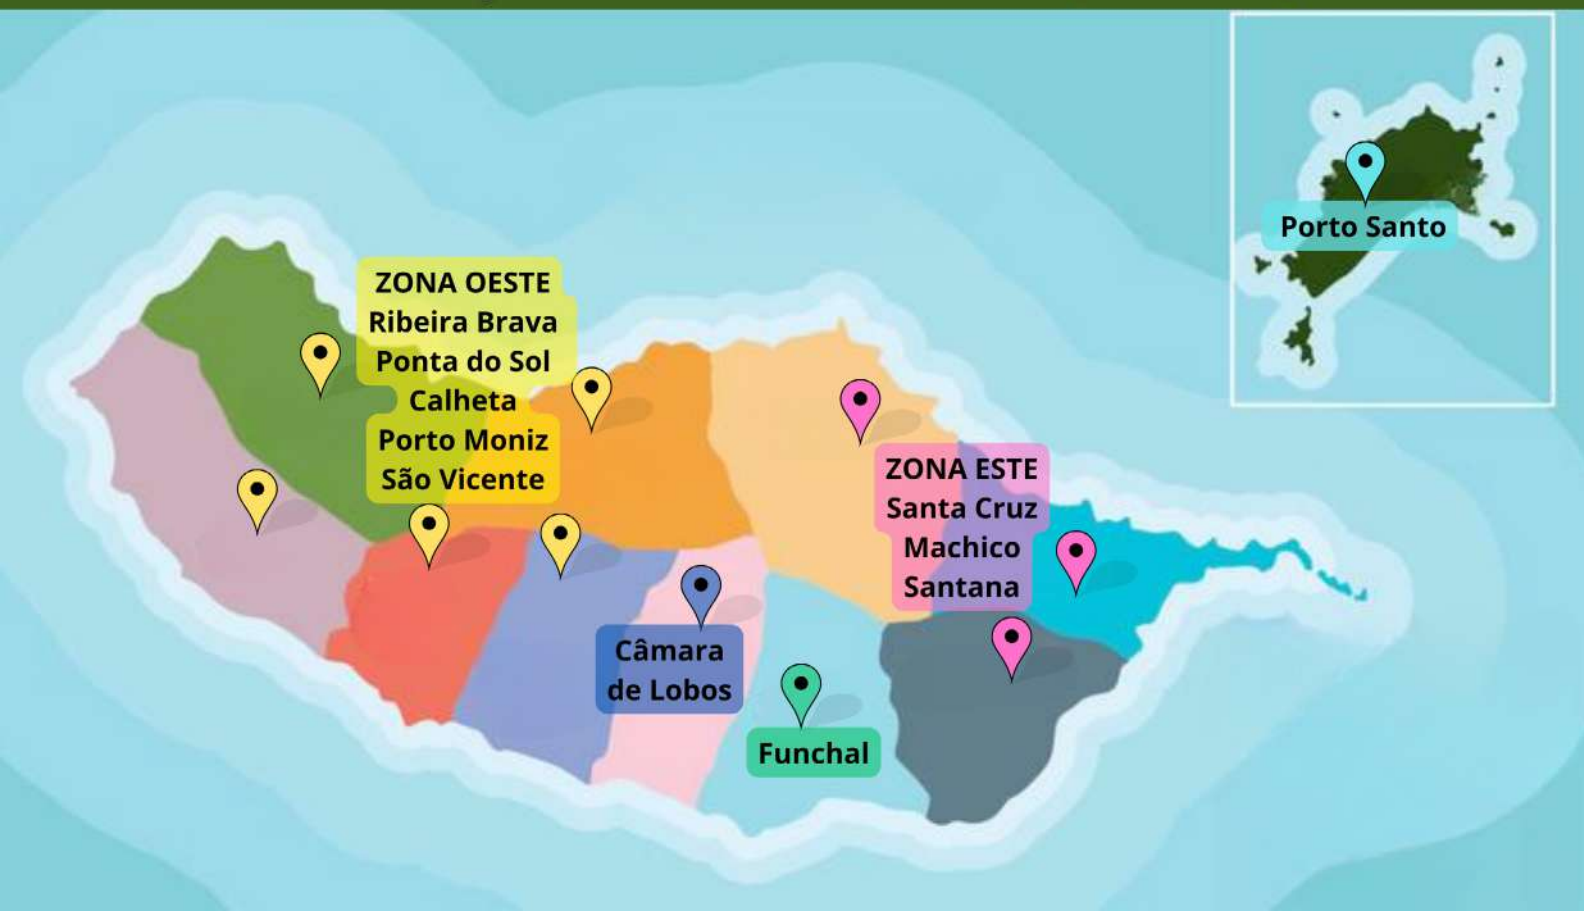 ZONA OESTE
Ribeira Brava
Ponta do Sol
Calheta
Porto Moniz
São Vicente
ZONA ESTE
Santa Cruz
Machico
Santana
Câmara
de Lobos
Funchal
Porto Santo